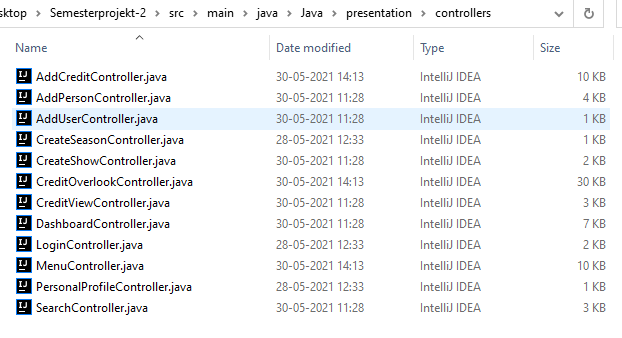 sktop > Semesterprojekt-2 > src > main > java > Java > presentation > controllers
Name Date modified Type Size
AddCreditController.java 30-05-2021 14:13 IntelliJ IDEA 10 KB
AddPersonController.java 30-05-2021 11:28 IntelliJ IDEA 4 KB
AddUserController.java 30-05-2021 11:28 IntelliJ IDEA 1 KB
CreateSeasonController.java 28-05-2021 12:33 IntelliJ IDEA 1 KB
CreateShowController.java 30-05-2021 11:28 IntelliJ IDEA 2 KB
CreditOverlookController.java 30-05-2021 14:13 IntelliJ IDEA 30 KB
CreditViewController.java 30-05-2021 11:28 IntelliJ IDEA 3 KB
DashboardController.java 30-05-2021 11:28 IntelliJ IDEA 7 KB
LoginController.java 28-05-2021 12:33 IntelliJ IDEA 2 KB
MenuController.java 30-05-2021 14:13 IntelliJ IDEA 10 KB
PersonalProfileController.java 28-05-2021 12:33 IntelliJ IDEA 1 KB
SearchController.java 30-05-2021 11:28 IntelliJ IDEA 3 KB